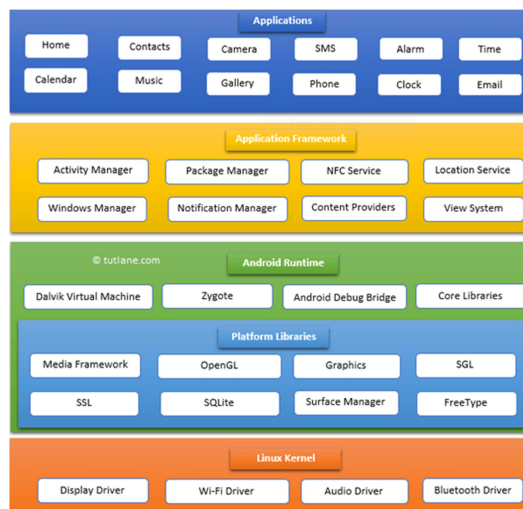 Applications
Home Contacts Camera SMS Alarm Time
Calendar Music Gallery Phone Clock Email
Application Framework
Activity Manager Package Manager NFC Service Location Service
Windows Manager Notification Manager Content Providers View System
© tutlane.com Android Runtime
Dalvik Virtual Machine Zygote Android Debug Bridge Core Libraries
Platform Libraries
Media Framework OpenGL Graphics SGL
SSL SQLite Surface Manager FreeType
Linux Kernel
Display Driver Wi-Fi Driver Audio Driver Bluetooth Driver